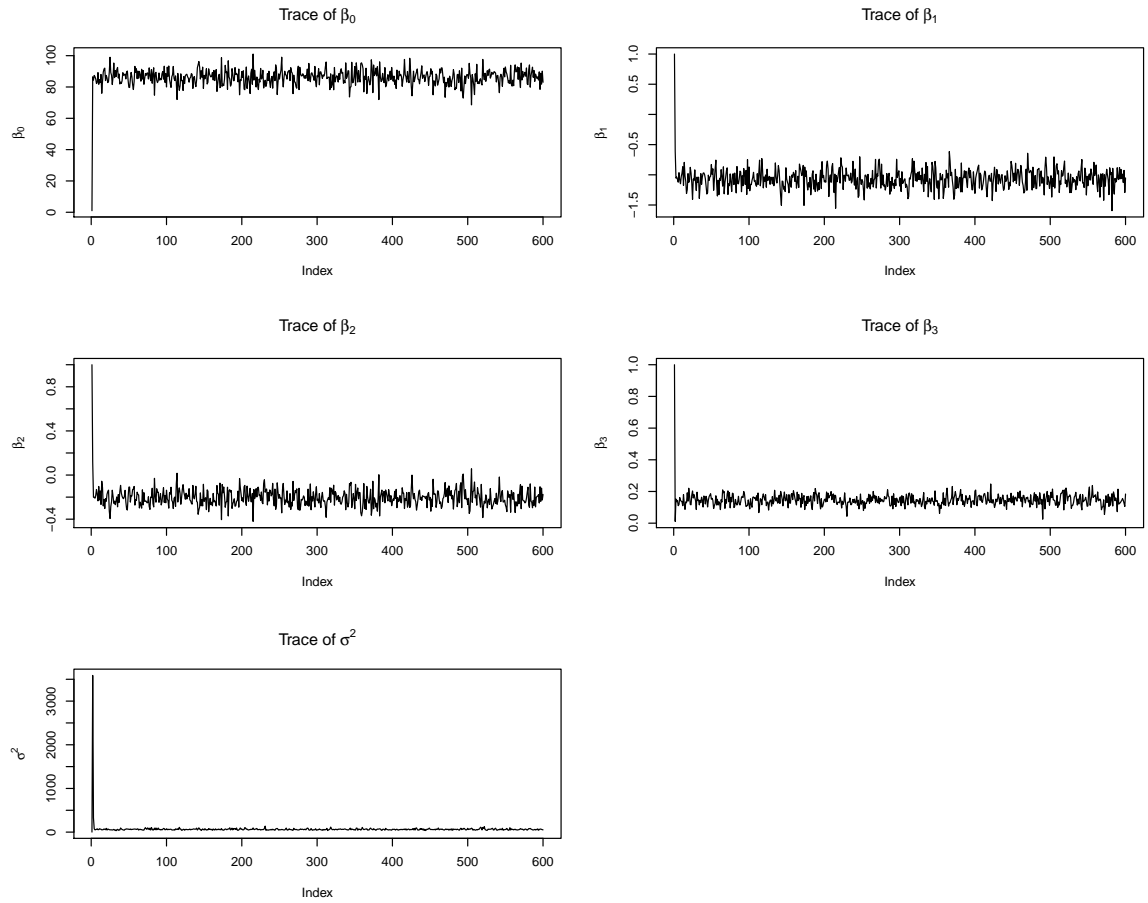 Trace of β0
β0
0 20 40 60 80 100
0 100 200 300 400 500 600
Index
Trace of β1
β1
−1.5 −0.5 0.5 1.0
0 100 200 300 400 500 600
Index
Trace of β2
β2
−0.4 0.0 0.4 0.8
0 100 200 300 400 500 600
Index
Trace of β3
β3
0.0 0.2 0.4 0.6 0.8 1.0
0 100 200 300 400 500 600
Index
Trace of σ²
σ²
0 1000 2000 3000
0 100 200 300 400 500 600
Index